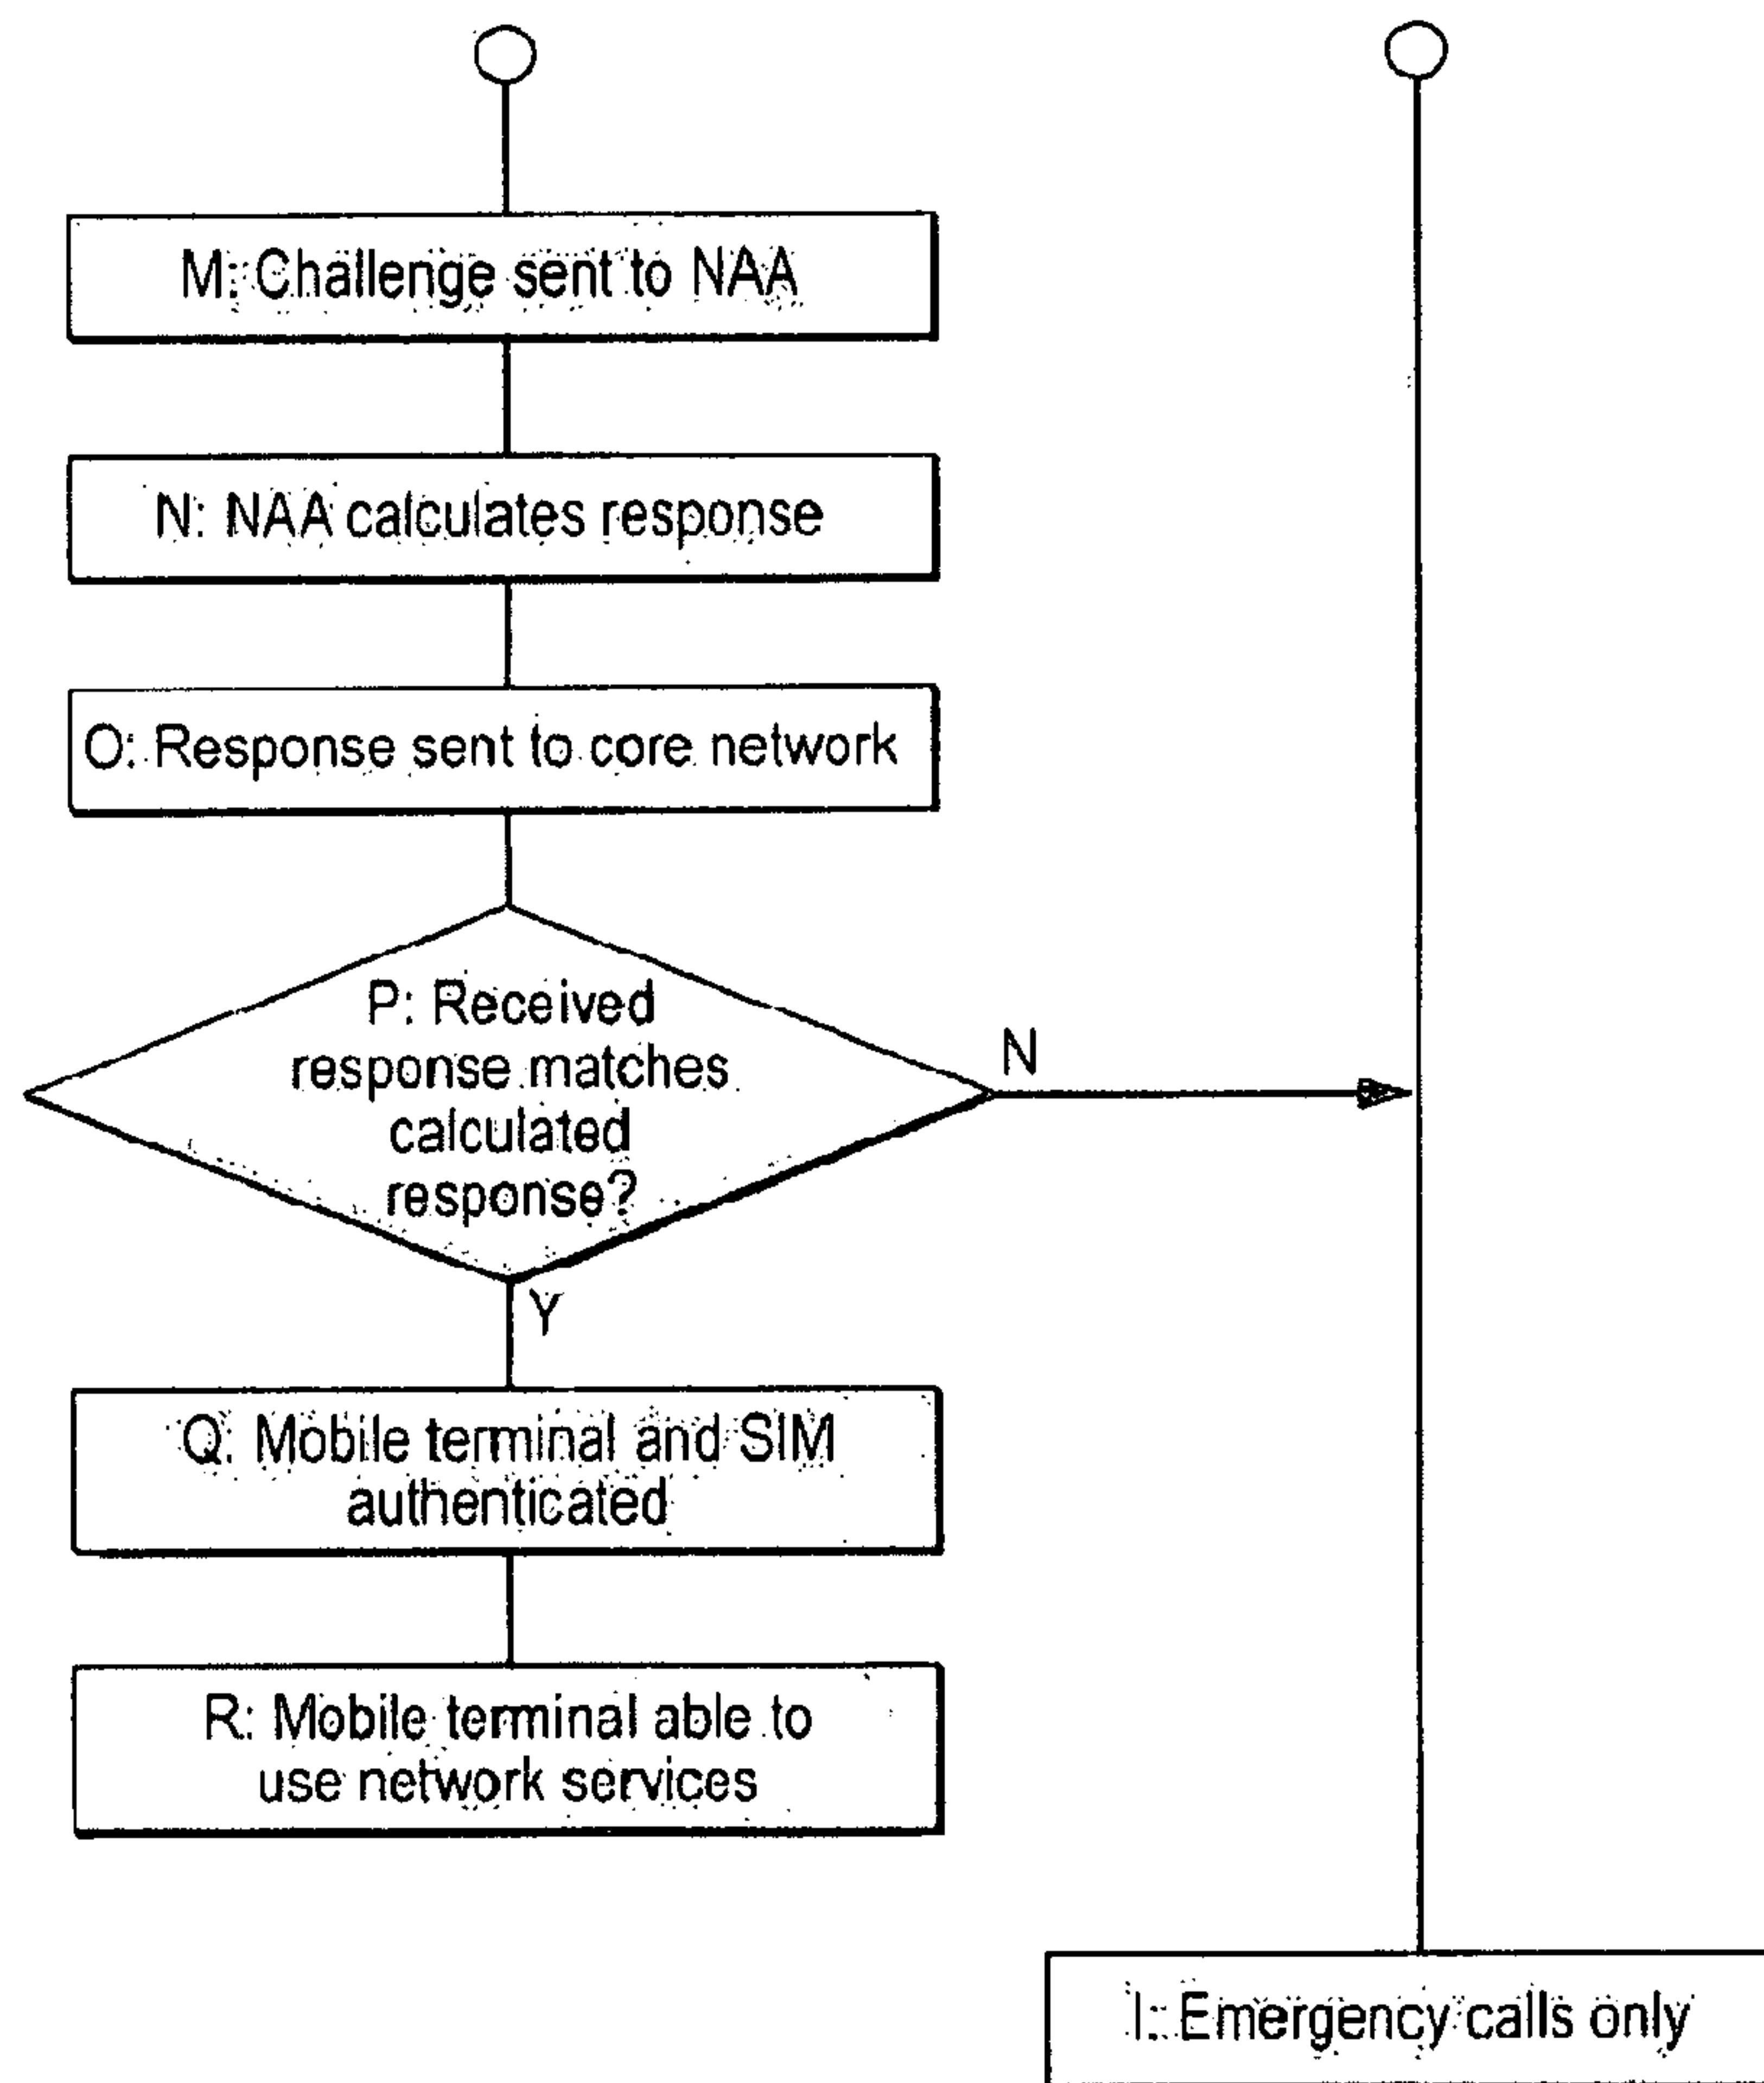 M: Challenge sent to NAA
N: NAA calculates response
O: Response sent to core network
P: Received
response matches
calculated
response?
N
Y
Q: Mobile terminal and SIM
authenticated
R: Mobile terminal able to
use network services
I: Emergency calls only